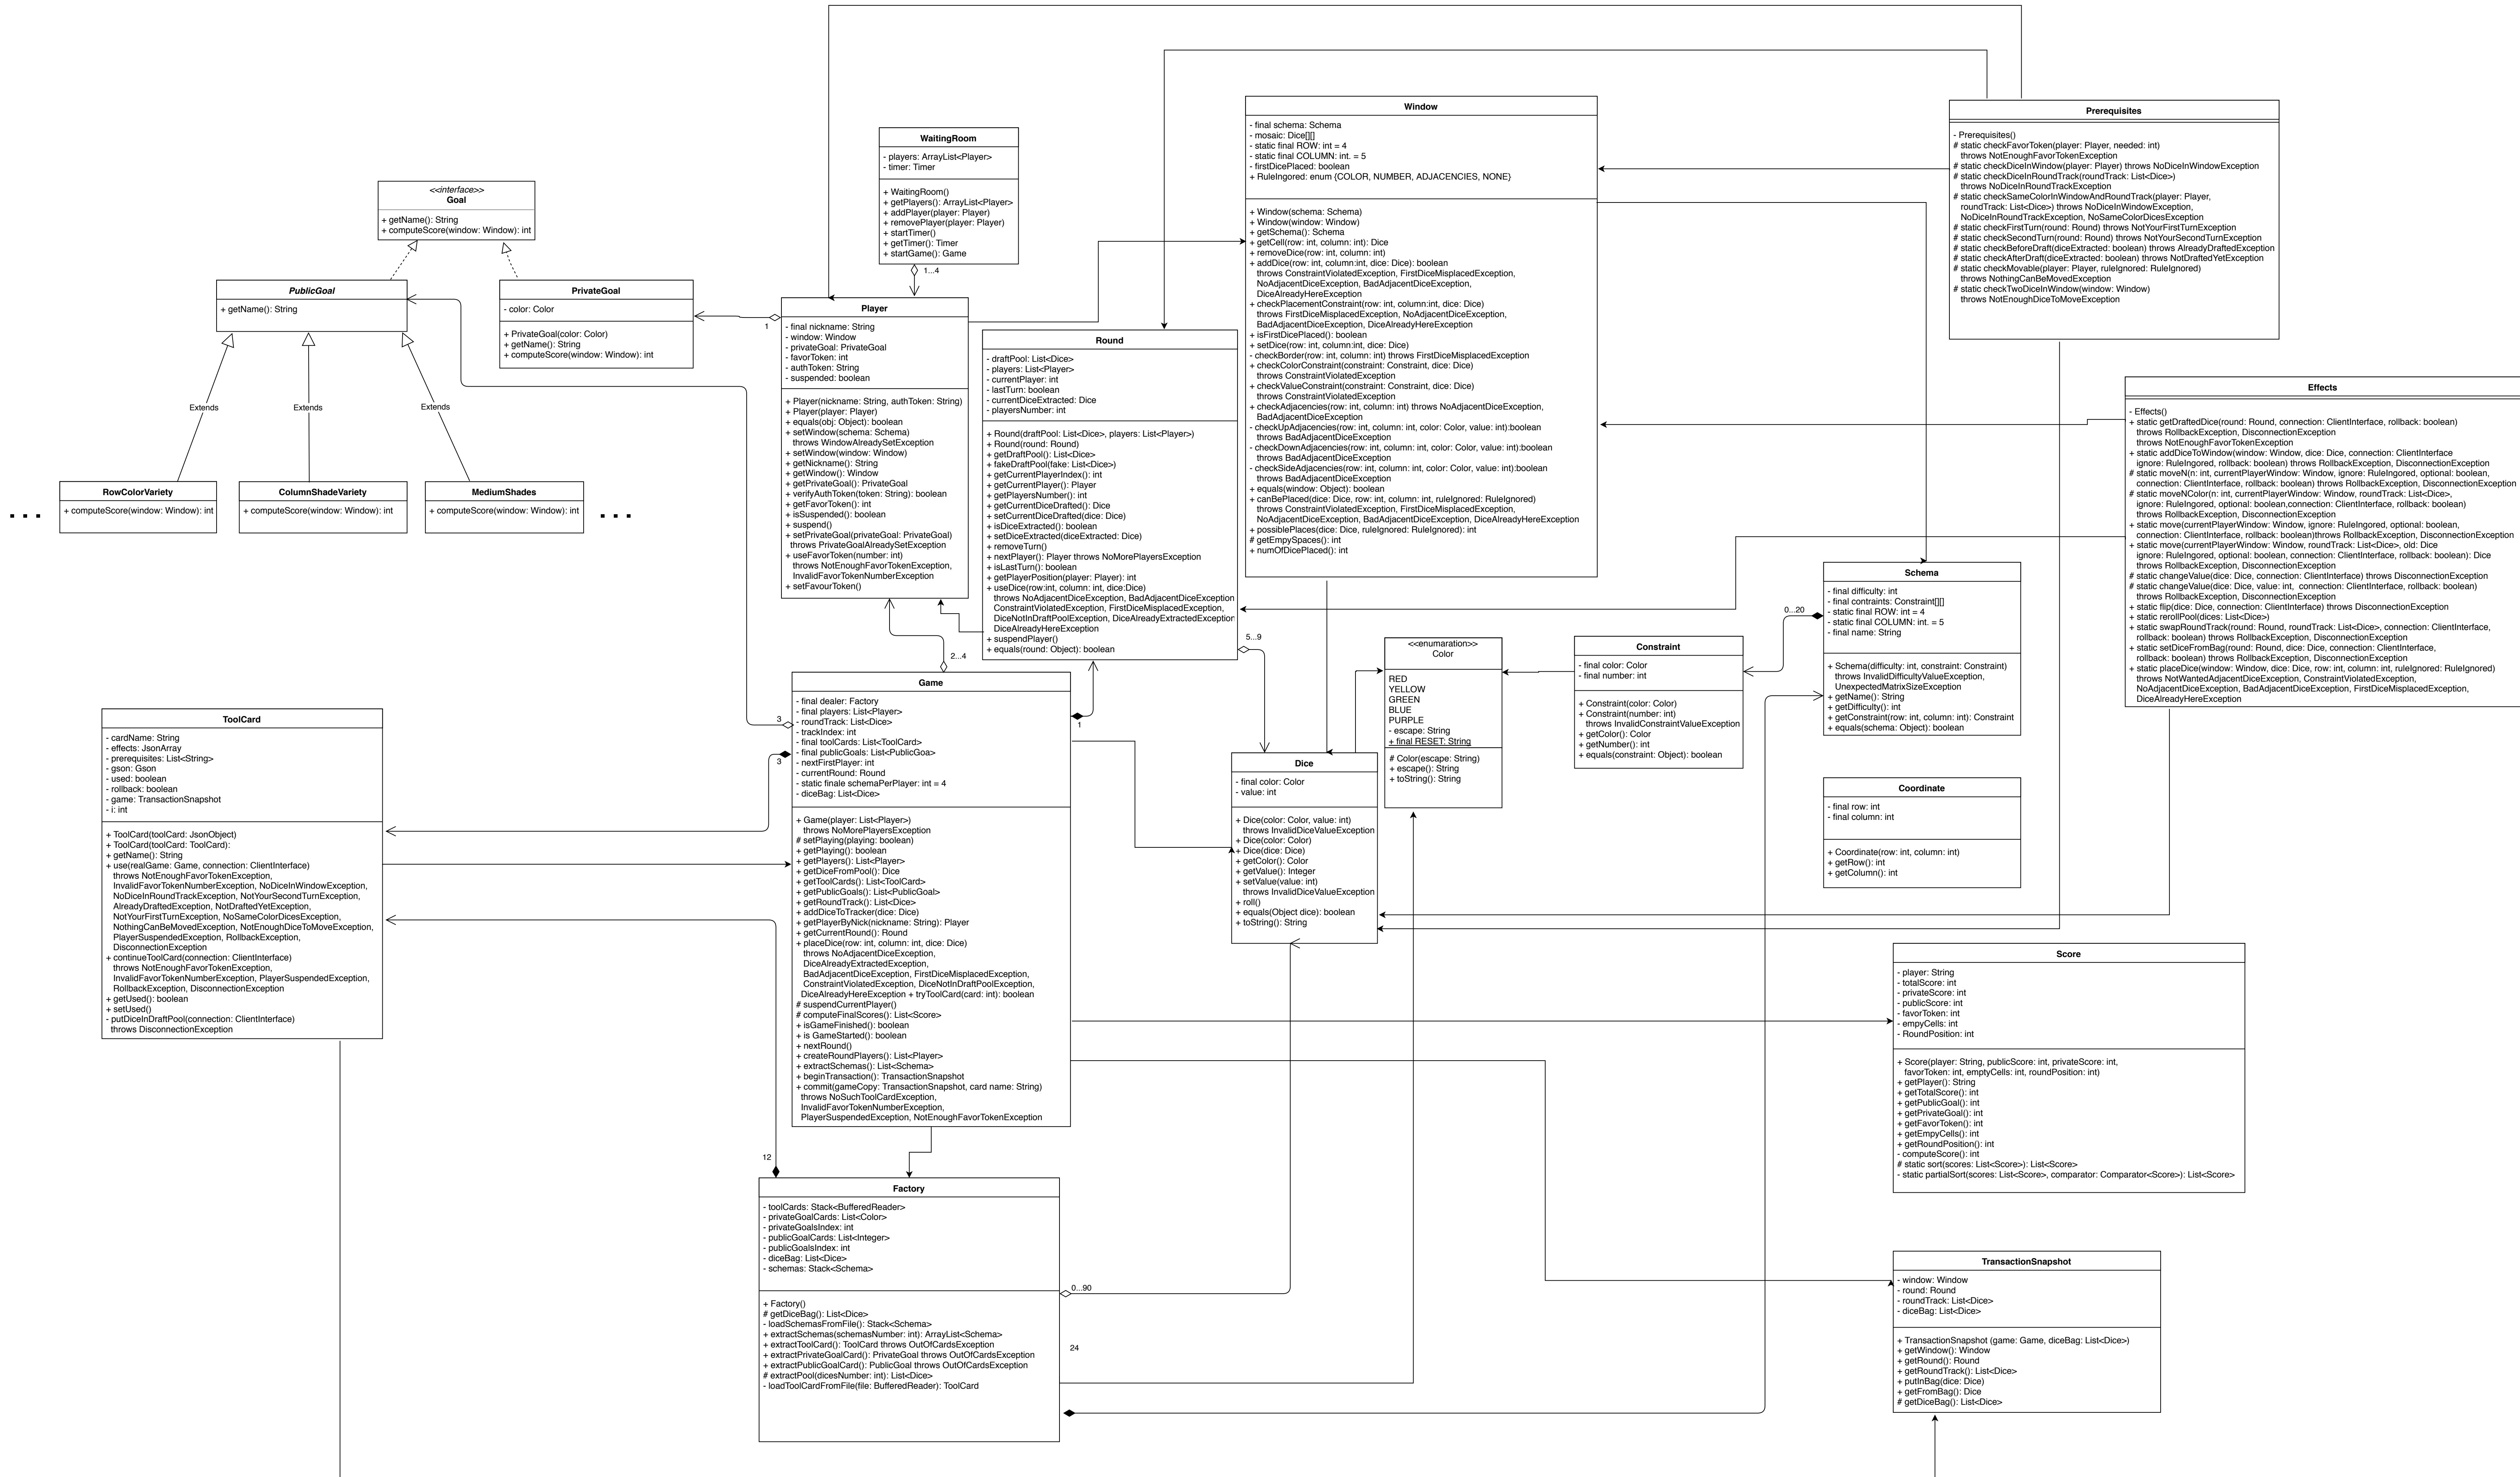 Window
- final schema: Schema
- mosaic: Dice[][]
- static final ROW: int = 4
- static final COLUMN: int. = 5
- firstDicePlaced: boolean
+ RuleIngored: enum {COLOR, NUMBER, ADJACENCIES, NONE}
+ Window(schema: Schema)
+ Window(window: Window)
+ getSchema(): Schema
+ getCell(row: int, column: int): Dice
+ removeDice(row: int, column: int)
+ addDice(row: int, column:int, dice: Dice): boolean
throws ConstraintViolatedException, FirstDiceMisplacedException,
NoAdjacentDiceException, BadAdjacentDiceException,
DiceAlreadyHereException
+ checkPlacementConstraint(row: int, column:int, dice: Dice)
throws FirstDiceMisplacedException, NoAdjacentDiceException,
BadAdjacentDiceException, DiceAlreadyHereException
+ isFirstDicePlaced(): boolean
+ setDice(row: int, column:int, dice: Dice)
- checkBorder(row: int, column: int) throws FirstDiceMisplacedException
+ checkColorConstraint(constraint: Constraint, dice: Dice)
throws ConstraintViolatedException
+ checkValueConstraint(constraint: Constraint, dice: Dice)
throws ConstraintViolatedException
+ checkAdjacencies(row: int, column: int) throws NoAdjacentDiceException,
BadAdjacentDiceException
- checkUpAdjacencies(row: int, column: int, color: Color, value: int):boolean
throws BadAdjacentDiceException
- checkDownAdjacencies(row: int, column: int, color: Color, value: int):boolean
throws BadAdjacentDiceException
- checkSideAdjacencies(row: int, column: int, color: Color, value: int):boolean
throws BadAdjacentDiceException
+ equals(window: Object): boolean
+ canBePlaced(dice: Dice, row: int, column: int, ruleIgnored: RuleIgnored)
throws ConstraintViolatedException, FirstDiceMisplacedException,
NoAdjacentDiceException, BadAdjacentDiceException, DiceAlreadyHereException
+ possiblePlaces(dice: Dice, ruleIgnored: RuleIgnored): int
# getEmpySpaces(): int
+ numOfDicePlaced(): int
Prerequisites
- Prerequisites()
# static checkFavorToken(player: Player, needed: int)
throws NotEnoughFavorTokenException
# static checkDiceInWindow(player: Player) throws NoDiceInWindowException
# static checkDiceInRoundTrack(roundTrack: List<Dice>)
throws NoDiceInRoundTrackException
# static checkSameColorInWindowAndRoundTrack(player: Player,
roundTrack: List<Dice>) throws NoDiceInWindowException,
NoDiceInRoundTrackException, NoSameColorDicesException
# static checkFirstTurn(round: Round) throws NotYourFirstTurnException
# static checkSecondTurn(round: Round) throws NotYourSecondTurnException
# static checkBeforeDraft(diceExtracted: boolean) throws AlreadyDraftedException
# static checkAfterDraft(diceExtracted: boolean) throws NotDraftedYetException
# static checkMovable(player: Player, ruleIgnored: RuleIgnored)
throws NothingCanBeMovedException
# static checkTwoDiceInWindow(window: Window)
throws NotEnoughDiceToMoveException
WaitingRoom
- players: ArrayList<Player>
- timer: Timer
+ WaitingRoom()
+ getPlayers(): ArrayList<Player>
+ addPlayer(player: Player)
+ removePlayer(player: Player)
+ startTimer()
+ getTimer(): Timer
+ startGame(): Game
1...4
<<interface>>
Goal
+ getName(): String
+ computeScore(window: Window): int
PublicGoal
+ getName(): String
PrivateGoal
- color: Color
+ PrivateGoal(color: Color)
+ getName(): String
+ computeScore(window: Window): int
1
Extends
Extends
Extends
RowColorVariety
+ computeScore(window: Window): int
ColumnShadeVariety
+ computeScore(window: Window): int
MediumShades
+ computeScore(window: Window): int
...
...
Player
- final nickname: String
- window: Window
- privateGoal: PrivateGoal
- favorToken: int
- authToken: String
- suspended: boolean
+ Player(nickname: String, authToken: String)
+ Player(player: Player)
+ equals(obj: Object): boolean
+ setWindow(schema: Schema)
throws WindowAlreadySetException
+ setWindow(window: Window)
+ getNickname(): String
+ getWindow(): Window
+ getPrivateGoal(): PrivateGoal
+ verifyAuthToken(token: String): boolean
+ getFavorToken(): int
+ isSuspended(): boolean
+ suspend()
+ setPrivateGoal(privateGoal: PrivateGoal)
throws PrivateGoalAlreadySetException
+ useFavorToken(number: int)
throws NotEnoughFavorTokenException,
InvalidFavorTokenNumberException
+ setFavourToken()
2...4
Round
- draftPool: List<Dice>
- players: List<Player>
- currentPlayer: int
- lastTurn: boolean
- currentDiceExtracted: Dice
- playersNumber: int
+ Round(draftPool: List<Dice>, players: List<Player>)
+ Round(round: Round)
+ getDraftPool(): List<Dice>
+ fakeDraftPool(fake: List<Dice>)
+ getCurrentPlayerIndex(): int
+ getCurrentPlayer(): Player
+ getPlayersNumber(): int
+ getCurrentDiceDrafted(): Dice
+ setCurrentDiceDrafted(dice: Dice)
+ isDiceExtracted(): boolean
+ setDiceExtracted(diceExtracted: Dice)
+ removeTurn()
+ nextPlayer(): Player throws NoMorePlayersException
+ isLastTurn(): boolean
+ getPlayerPosition(player: Player): int
+ useDice(row:int, column: int, dice:Dice)
throws NoAdjacentDiceException, BadAdjacentDiceException
ConstraintViolatedException, FirstDiceMisplacedException,
DiceNotInDraftPoolException, DiceAlreadyExtractedException
DiceAlreadyHereException
+ suspendPlayer()
+ equals(round: Object): boolean
5...9
Effects
- Effects()
+ static getDraftedDice(round: Round, connection: ClientInterface, rollback: boolean)
throws RollbackException, DisconnectionException
throws NotEnoughFavorTokenException
+ static addDiceToWindow(window: Window, dice: Dice, connection: ClientInterface
ignore: RuleIngored, rollback: boolean) throws RollbackException, DisconnectionException
# static moveN(n: int, currentPlayerWindow: Window, ignore: RuleIngored, optional: boolean,
connection: ClientInterface, rollback: boolean) throws RollbackException, DisconnectionException
# static moveNColor(n: int, currentPlayerWindow: Window, roundTrack: List<Dice>,
ignore: RuleIngored, optional: boolean,connection: ClientInterface, rollback: boolean)
throws RollbackException, DisconnectionException
+ static move(currentPlayerWindow: Window, ignore: RuleIngored, optional: boolean,
connection: ClientInterface, rollback: boolean)throws RollbackException, DisconnectionException
+ static move(currentPlayerWindow: Window, roundTrack: List<Dice>, old: Dice
ignore: RuleIngored, optional: boolean, connection: ClientInterface, rollback: boolean): Dice
throws RollbackException, DisconnectionException
# static changeValue(dice: Dice, connection: ClientInterface) throws DisconnectionException
# static changeValue(dice: Dice, value: int,  connection: ClientInterface, rollback: boolean)
throws RollbackException, DisconnectionException
+ static flip(dice: Dice, connection: ClientInterface) throws DisconnectionException
+ static rerollPool(dices: List<Dice>)
+ static swapRoundTrack(round: Round, roundTrack: List<Dice>, connection: ClientInterface,
rollback: boolean) throws RollbackException, DisconnectionException
+ static setDiceFromBag(round: Round, dice: Dice, connection: ClientInterface,
rollback: boolean) throws RollbackException, DisconnectionException
+ static placeDice(window: Window, dice: Dice, row: int, column: int, ruleIgnored: RuleIgnored)
throws NotWantedAdjacentDiceException, ConstraintViolatedException,
NoAdjacentDiceException, BadAdjacentDiceException, FirstDiceMisplacedException,
DiceAlreadyHereException
Schema
- final difficulty: int
- final contraints: Constraint[][]
- static final ROW: int = 4
- static final COLUMN: int. = 5
- final name: String
+ Schema(difficulty: int, constraint: Constraint)
throws InvalidDifficultyValueException,
UnexpectedMatrixSizeException
+ getName(): String
+ getDifficulty(): int
+ getConstraint(row: int, column: int): Constraint
+ equals(schema: Object): boolean
0...20
Constraint
- final color: Color
- final number: int
+ Constraint(color: Color)
+ Constraint(number: int)
throws InvalidConstraintValueException
+ getColor(): Color
+ getNumber(): int
+ equals(constraint: Object): boolean
<<enumaration>>
Color
RED
YELLOW
GREEN
BLUE
PURPLE
- escape: String
+ final RESET: String
# Color(escape: String)
+ escape(): String
+ toString(): String
Coordinate
- final row: int
- final column: int
+ Coordinate(row: int, column: int)
+ getRow(): int
+ getColumn(): int
Dice
- final color: Color
- value: int
+ Dice(color: Color, value: int)
throws InvalidDiceValueException
+ Dice(color: Color)
+ Dice(dice: Dice)
+ getColor(): Color
+ getValue(): Integer
+ setValue(value: int)
throws InvalidDiceValueException
+ roll()
+ equals(Object dice): boolean
+ toString(): String
Game
- final dealer: Factory
- final players: List<Player>
- roundTrack: List<Dice>
- trackIndex: int
- final toolCards: List<ToolCard>
- final publicGoals: List<PublicGoa>
- nextFirstPlayer: int
- currentRound: Round
- static finale schemaPerPlayer: int = 4
- diceBag: List<Dice>
+ Game(player: List<Player>)
throws NoMorePlayersException
# setPlaying(playing: boolean)
+ getPlaying(): boolean
+ getPlayers(): List<Player>
+ getDiceFromPool(): Dice
+ getToolCards(): List<ToolCard>
+ getPublicGoals(): List<PublicGoal>
+ getRoundTrack(): List<Dice>
+ addDiceToTracker(dice: Dice)
+ getPlayerByNick(nickname: String): Player
+ getCurrentRound(): Round
+ placeDice(row: int, column: int, dice: Dice)
throws NoAdjacentDiceException,
DiceAlreadyExtractedException,
BadAdjacentDiceException, FirstDiceMisplacedException,
ConstraintViolatedException, DiceNotInDraftPoolException,
DiceAlreadyHereException + tryToolCard(card: int): boolean
# suspendCurrentPlayer()
# computeFinalScores(): List<Score>
+ isGameFinished(): boolean
+ is GameStarted(): boolean
+ nextRound()
+ createRoundPlayers(): List<Player>
+ extractSchemas(): List<Schema>
+ beginTransaction(): TransactionSnapshot
+ commit(gameCopy: TransactionSnapshot, card name: String)
throws NoSuchToolCardException,
InvalidFavorTokenNumberException,
PlayerSuspendedException, NotEnoughFavorTokenException
3
3
1
ToolCard
- cardName: String
- effects: JsonArray
- prerequisites: List<String>
- gson: Gson
- used: boolean
- rollback: boolean
- game: TransactionSnapshot
- i: int
+ ToolCard(toolCard: JsonObject)
+ ToolCard(toolCard: ToolCard):
+ getName(): String
+ use(realGame: Game, connection: ClientInterface)
throws NotEnoughFavorTokenException,
InvalidFavorTokenNumberException, NoDiceInWindowException,
NoDiceInRoundTrackException, NotYourSecondTurnException,
AlreadyDraftedException, NotDraftedYetException,
NotYourFirstTurnException, NoSameColorDicesException,
NothingCanBeMovedException, NotEnoughDiceToMoveException,
PlayerSuspendedException, RollbackException,
DisconnectionException
+ continueToolCard(connection: ClientInterface)
throws NotEnoughFavorTokenException,
InvalidFavorTokenNumberException, PlayerSuspendedException,
RollbackException, DisconnectionException
+ getUsed(): boolean
+ setUsed()
- putDiceInDraftPool(connection: ClientInterface)
throws DisconnectionException
Score
- player: String
- totalScore: int
- privateScore: int
- publicScore: int
- favorToken: int
- empyCells: int
- RoundPosition: int
+ Score(player: String, publicScore: int, privateScore: int,
favorToken: int, emptyCells: int, roundPosition: int)
+ getPlayer(): String
+ getTotalScore(): int
+ getPublicGoal(): int
+ getPrivateGoal(): int
+ getFavorToken(): int
+ getEmpyCells(): int
+ getRoundPosition(): int
- computeScore(): int
# static sort(scores: List<Score>): List<Score>
- static partialSort(scores: List<Score>, comparator: Comparator<Score>): List<Score>
12
Factory
- toolCards: Stack<BufferedReader>
- privateGoalCards: List<Color>
- privateGoalsIndex: int
- publicGoalCards: List<Integer>
- publicGoalsIndex: int
- diceBag: List<Dice>
- schemas: Stack<Schema>
+ Factory()
# getDiceBag(): List<Dice>
- loadSchemasFromFile(): Stack<Schema>
+ extractSchemas(schemasNumber: int): ArrayList<Schema>
+ extractToolCard(): ToolCard throws OutOfCardsException
+ extractPrivateGoalCard(): PrivateGoal throws OutOfCardsException
+ extractPublicGoalCard(): PublicGoal throws OutOfCardsException
# extractPool(dicesNumber: int): List<Dice>
- loadToolCardFromFile(file: BufferedReader): ToolCard
0...90
24
TransactionSnapshot
- window: Window
- round: Round
- roundTrack: List<Dice>
- diceBag: List<Dice>
+ TransactionSnapshot (game: Game, diceBag: List<Dice>)
+ getWindow(): Window
+ getRound(): Round
+ getRoundTrack(): List<Dice>
+ putInBag(dice: Dice)
+ getFromBag(): Dice
# getDiceBag(): List<Dice>